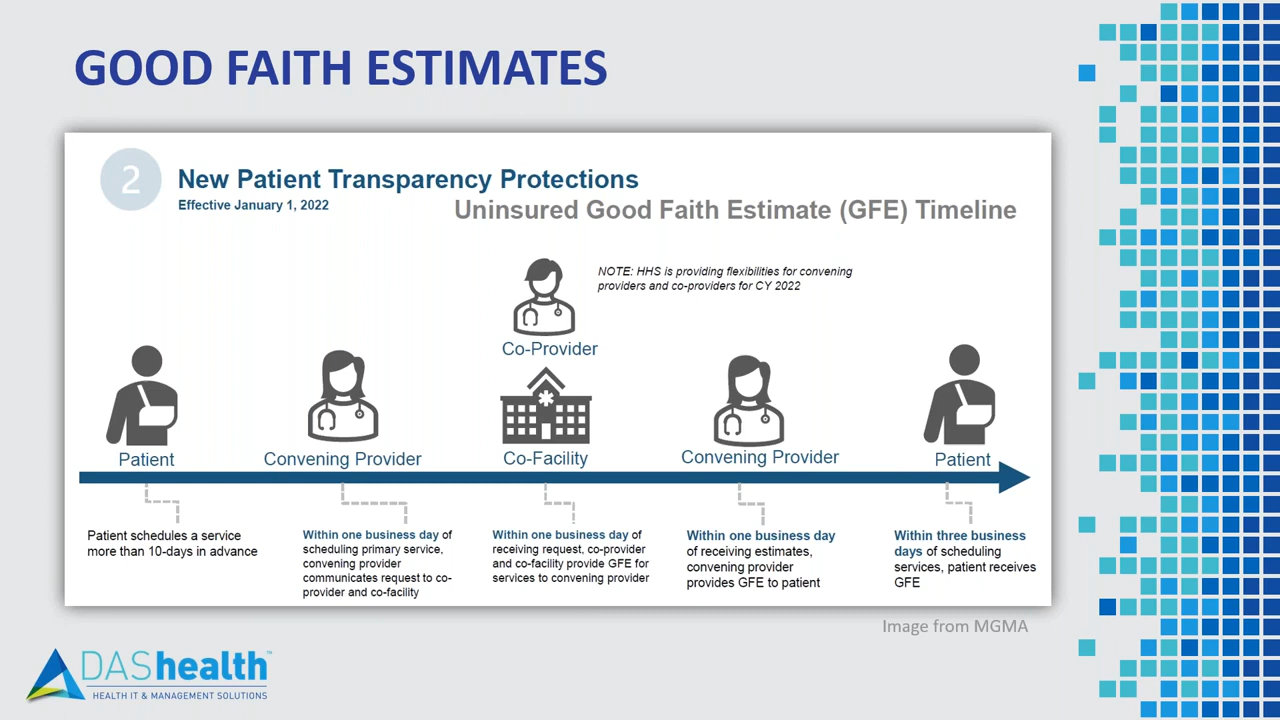 GOOD FAITH ESTIMATES
2
New Patient Transparency Protections
Effective January 1, 2022
Uninsured Good Faith Estimate (GFE) Timeline
NOTE: HHS is providing flexibilities for convening
providers and co-providers for CY 2022
Co-Provider
Patient
Convening Provider
Co-Facility
Convening Provider
Patient
Patient schedules a service
more than 10-days in advance
Within one business day of
scheduling primary service,
convening provider
communicates request to co-
provider and co-facility
Within one business day of
receiving request, co-provider
and co-facility provide GFE for
services to convening provider
Within one business day
of receiving estimates,
convening provider
provides GFE to patient
Within three business
days of scheduling
services, patient receives
GFE
Image from MGMA
DAShealth™
HEALTH IT & MANAGEMENT SOLUTIONS